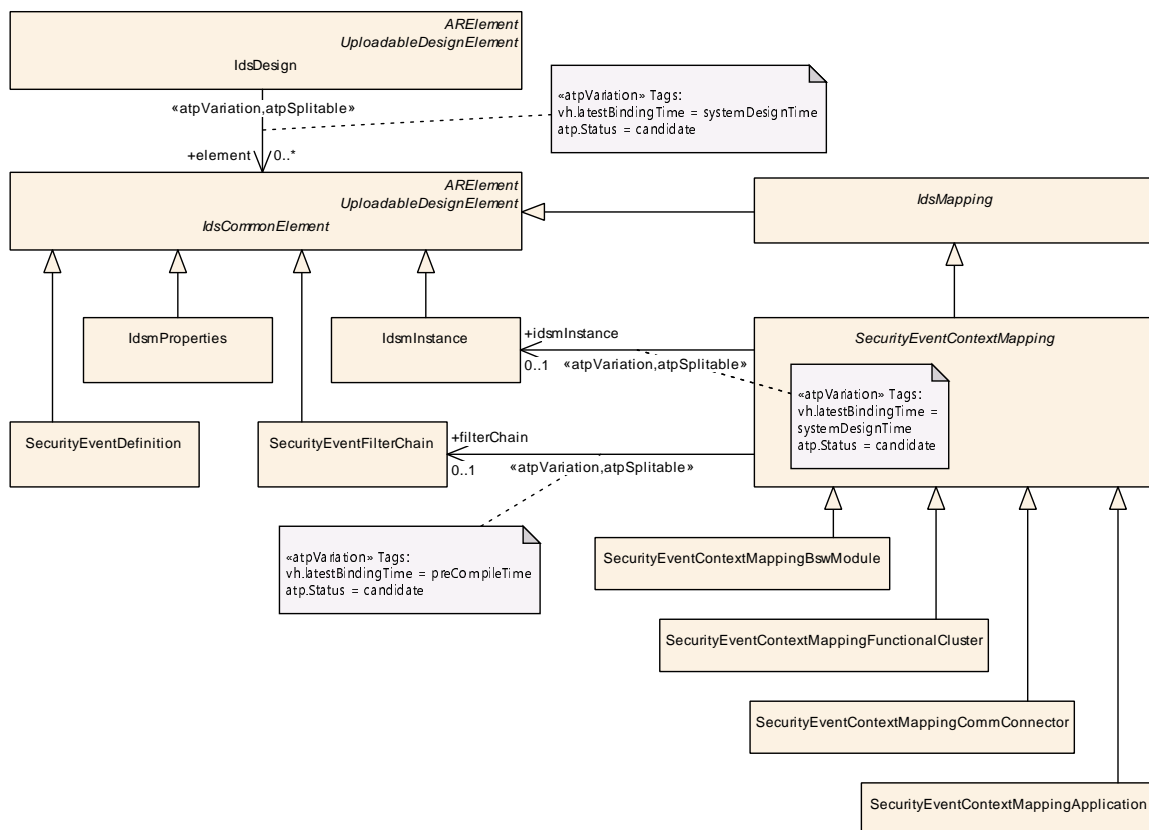 ARElement
UploadableDesignElement
IdsDesign
«atpVariation,atpSplitable»
«atpVariation» Tags:
vh.latestBindingTime = systemDesignTime
atp.Status = candidate
+element
0..*
ARElement
UploadableDesignElement
IdsCommonElement
IdsMapping
IdsmProperties
IdsmInstance
+idsmInstance
0..1
«atpVariation,atpSplitable»
SecurityEventContextMapping
«atpVariation» Tags:
vh.latestBindingTime =
systemDesignTime
atp.Status = candidate
SecurityEventDefinition
SecurityEventFilterChain
+filterChain
0..1
«atpVariation,atpSplitable»
«atpVariation» Tags:
vh.latestBindingTime = preCompileTime
atp.Status = candidate
SecurityEventContextMappingBswModule
SecurityEventContextMappingFunctionalCluster
SecurityEventContextMappingCommConnector
SecurityEventContextMappingApplication